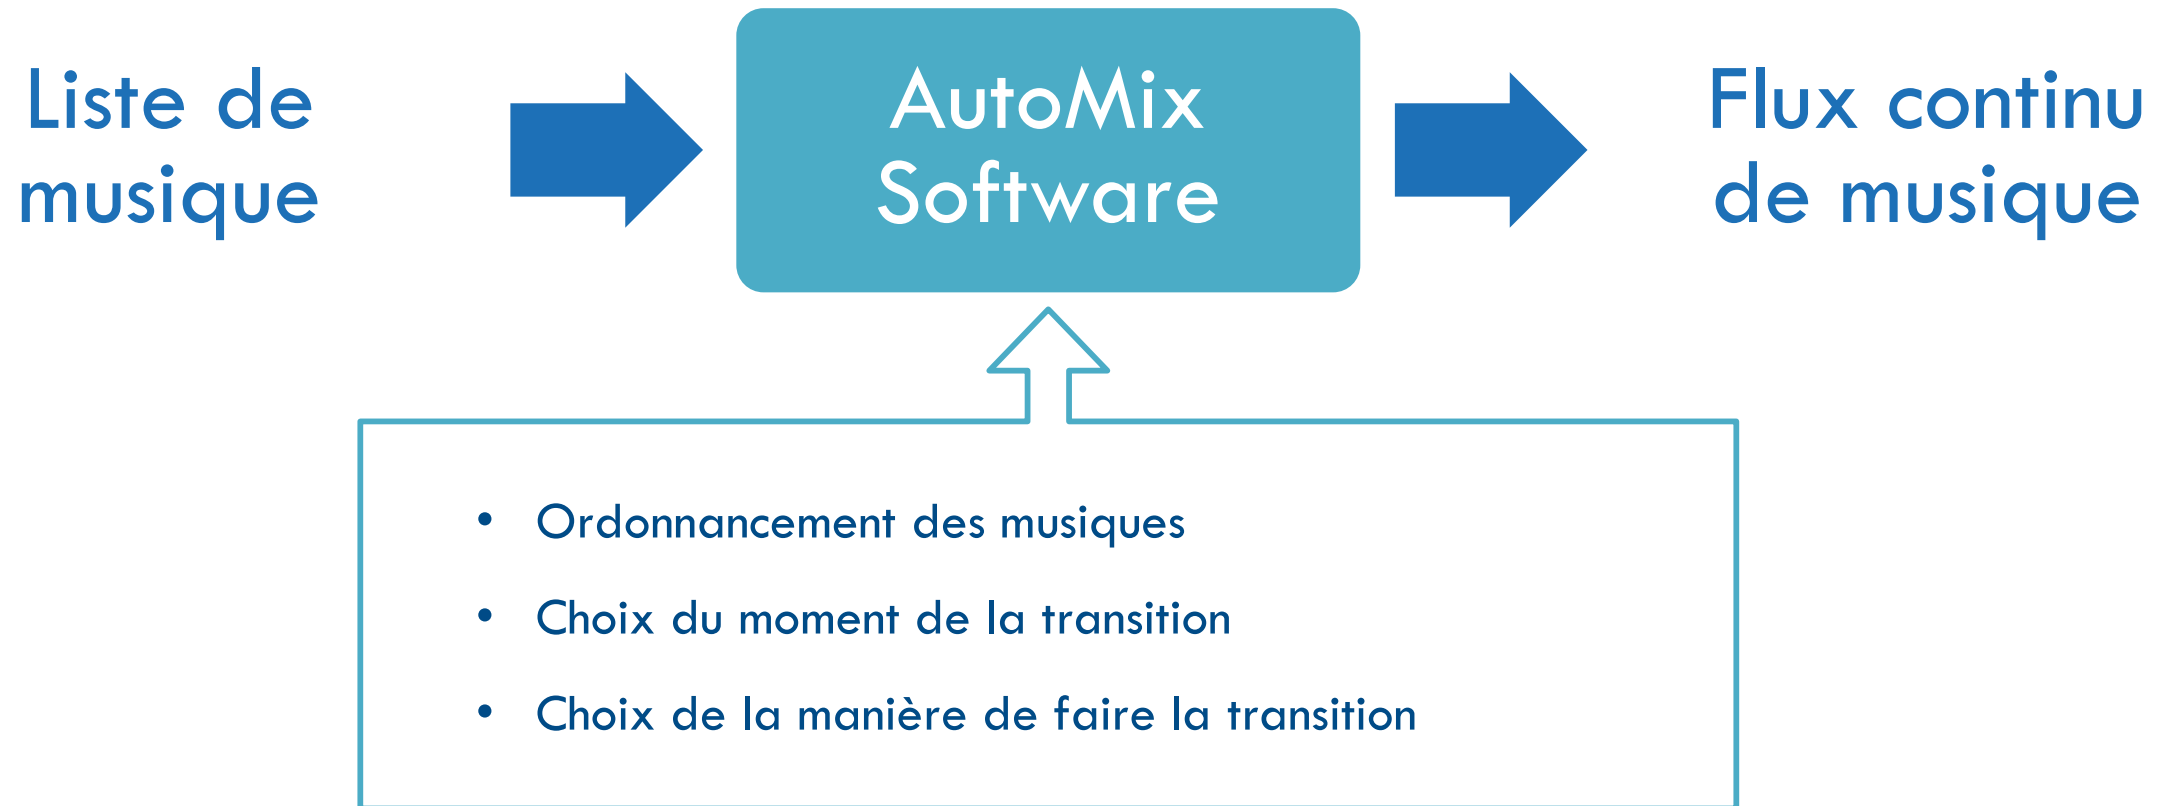 Liste de
musique
AutoMix
Software
Flux continu
de musique
• Ordonnancement des musiques
• Choix du moment de la transition
• Choix de la manière de faire la transition